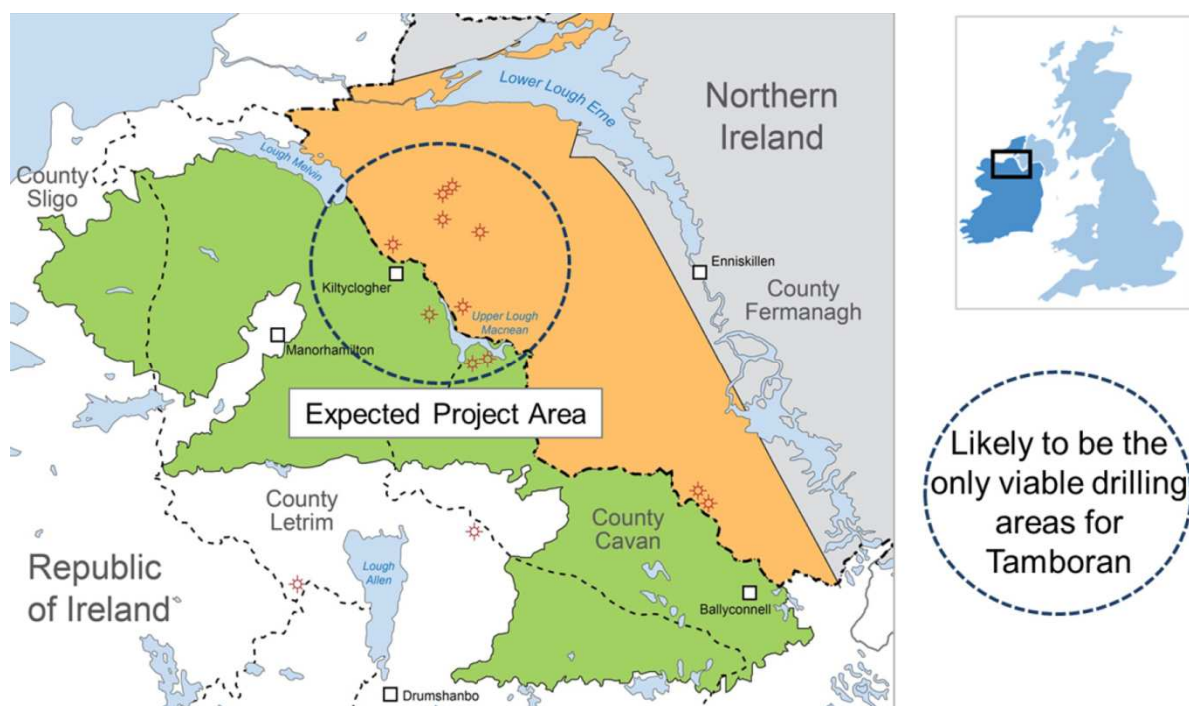 Lower Lough Erne
Northern
Ireland
Lough Melvin
County
Sligo
Enniskillen
Kiltyclogher
County
Fermanagh
Upper Lough
Macnean
Manorhamilton
Expected Project Area
County
Letrim
County
Cavan
Republic
of Ireland
Lough
Allen
Ballyconnell
Drumshanbo
Likely to be the
only viable drilling
areas for
Tamboran